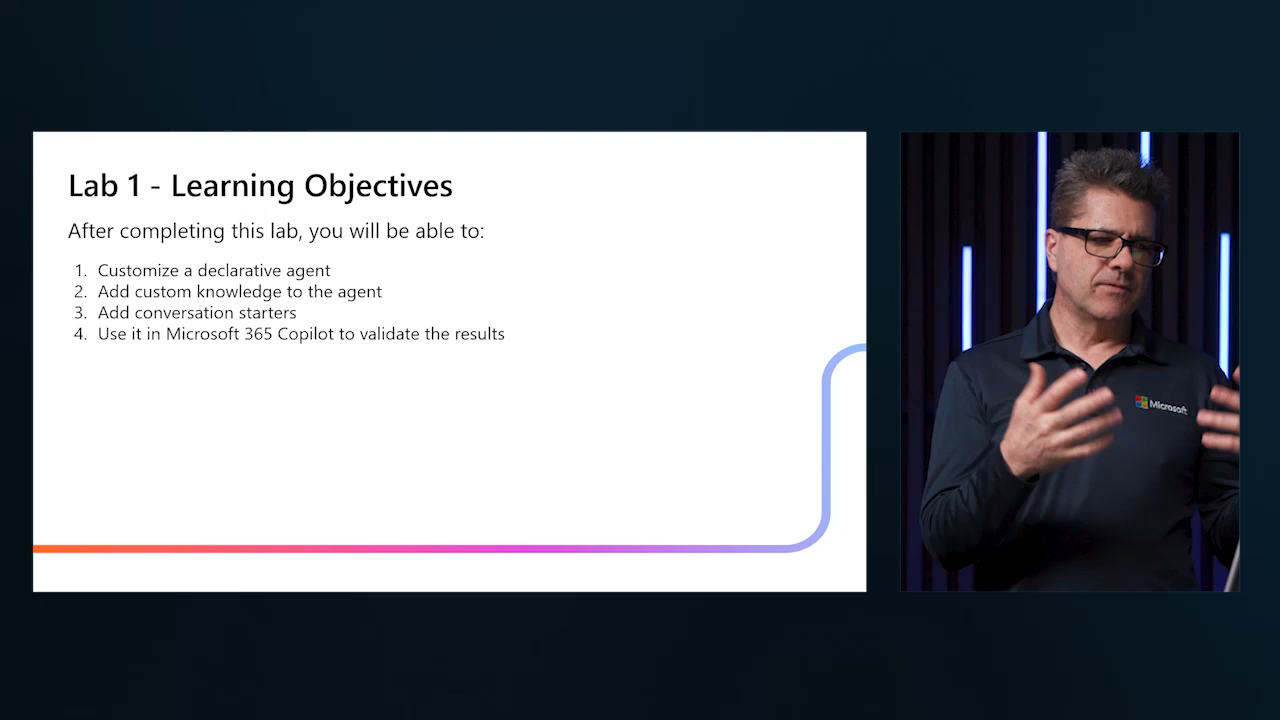 Lab 1 - Learning Objectives
After completing this lab, you will be able to:
1. Customize a declarative agent
2. Add custom knowledge to the agent
3. Add conversation starters
4. Use it in Microsoft 365 Copilot to validate the results
Microsoft